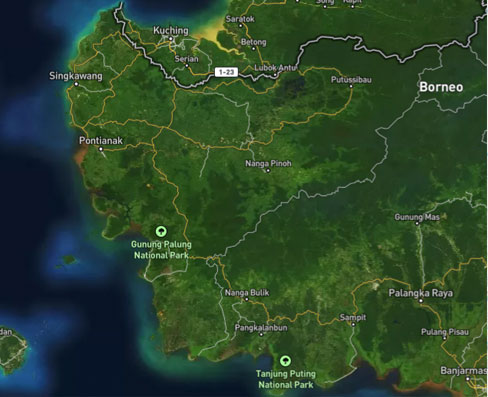 Song
Kapit
Saratok
Kuching
Betong
Serian
Lubok Antu
1-23
Singkawang
Putussibau
Borneo
Pontianak
Nanga Pinoh
Gunung Mas
Gunung Palung
National Park
Nanga Bulik
Palangka Raya
Sampit
Pangkalanbun
Pulang Pisau
Tanjung Puting
National Park
Banjarmas